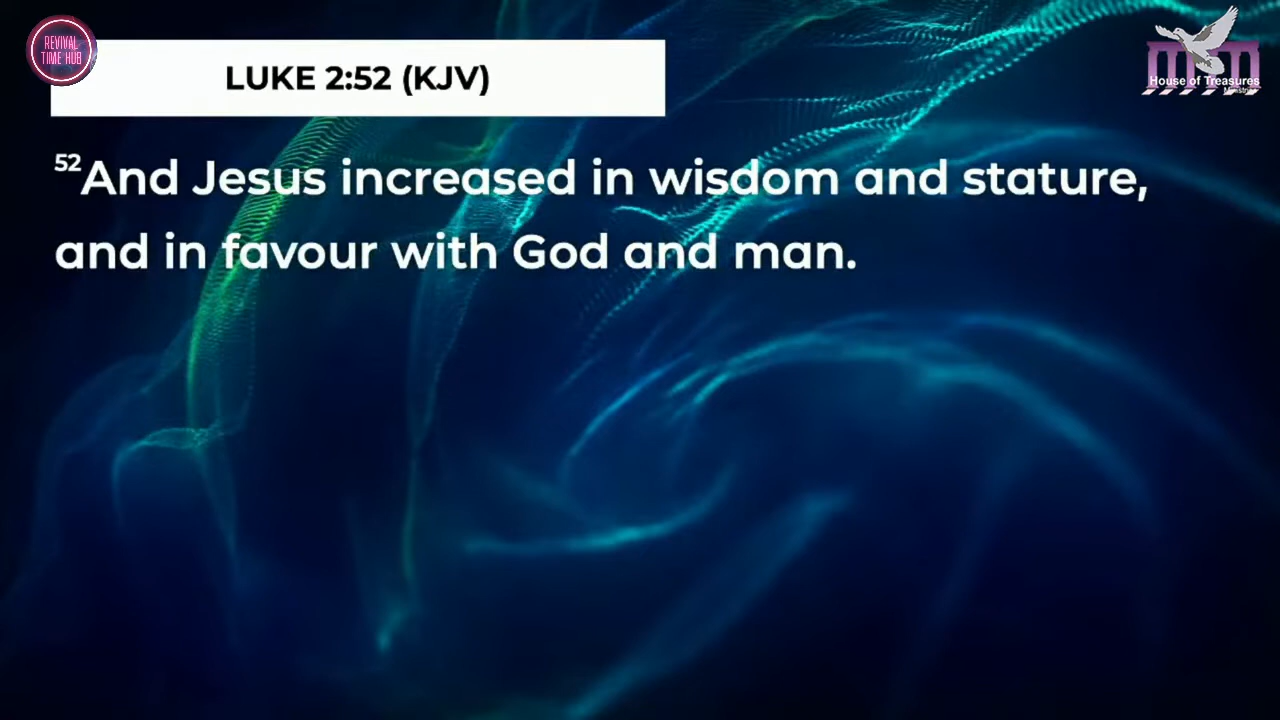 REVIVAL
TIME HUB
LUKE 2:52 (KJV)
House of Treasures
Ministries
52And Jesus increased in wisdom and stature,
and in favour with God and man.